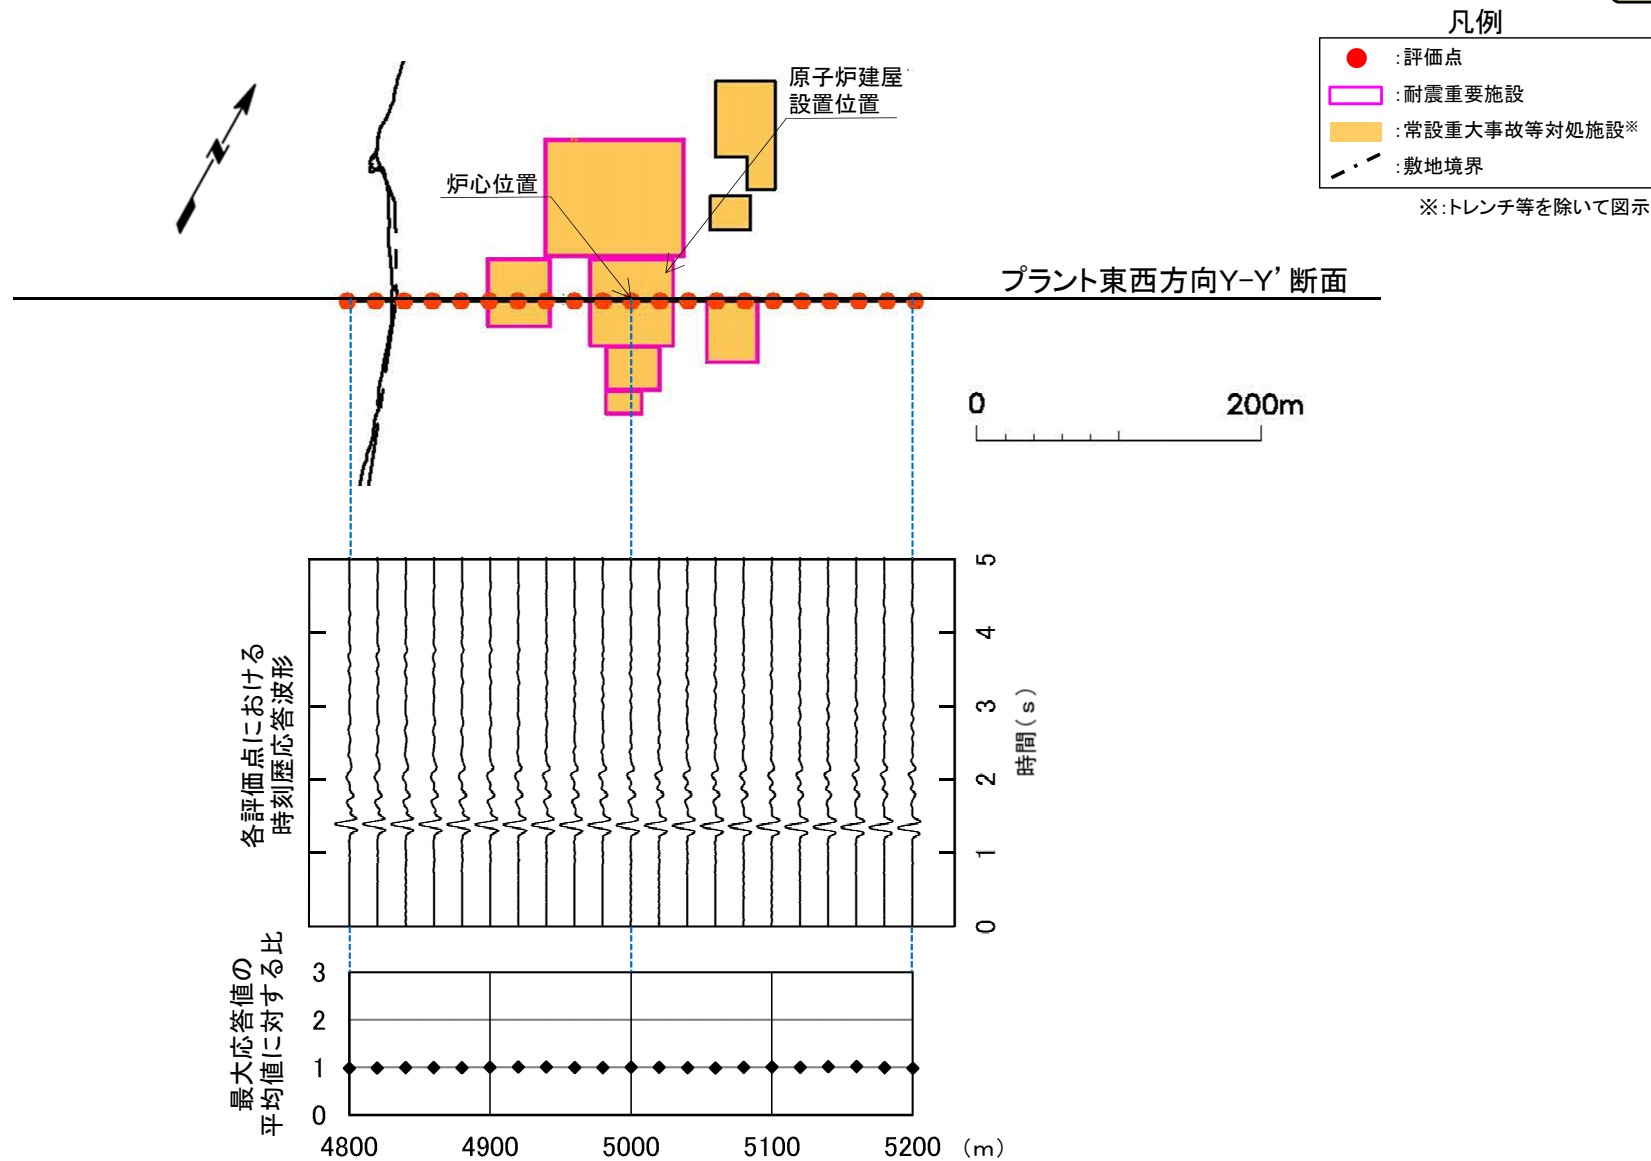 凡例
:評価点
:耐震重要施設
:常設重大事故等対処施設※
:敷地境界
※:トレンチ等を除いて図示
原子炉建屋
設置位置
炉心位置
N
プラント東西方向Y-Y’断面
0 200m
各評価点における
時刻歴応答波形
5
4
3
2
1
0
時間(s)
最大応答値の
平均値に対する比
3
2
1
0
4800 4900 5000 5100 5200 (m)